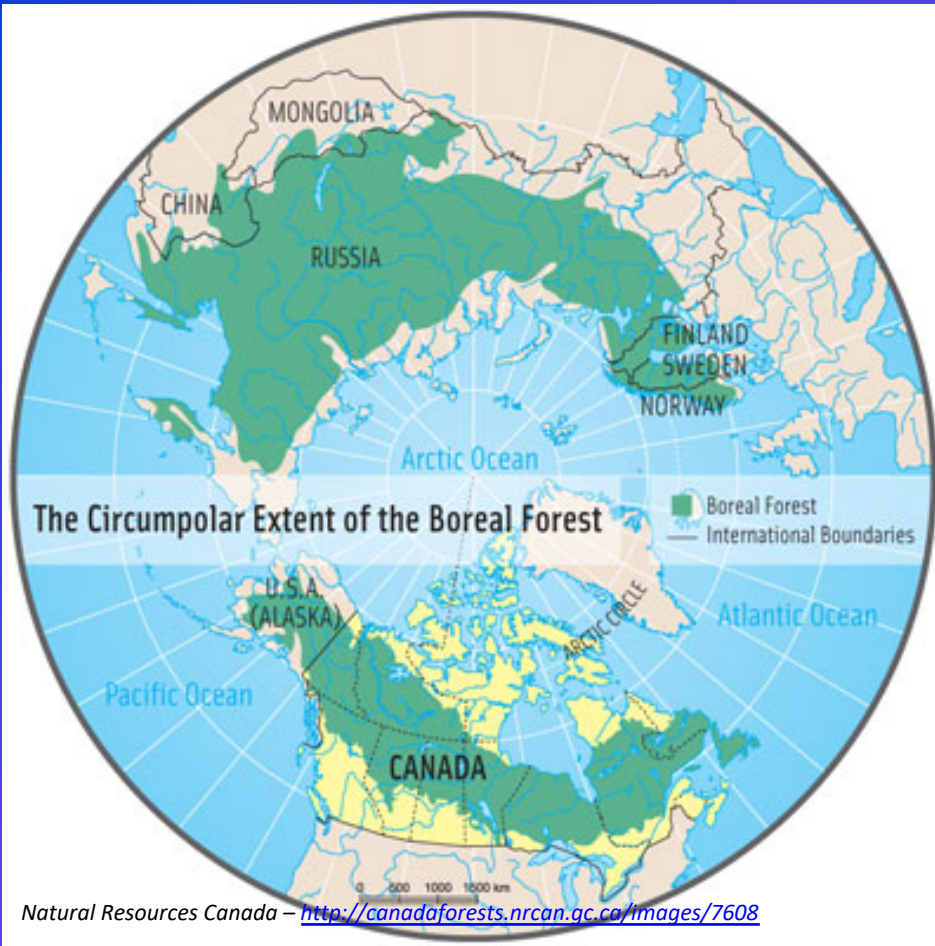 MONGOLIA
CHINA
RUSSIA
FINLAND
SWEDEN
NORWAY
Arctic Ocean
The Circumpolar Extent of the Boreal Forest
Boreal Forest
International Boundaries
U.S.A.
(ALASKA)
ARCTIC CIRCLE
Atlantic Ocean
Pacific Ocean
CANADA
0 500 1000 1500 km
Natural Resources Canada – http://canadaforests.nrcan.gc.ca/images/7608